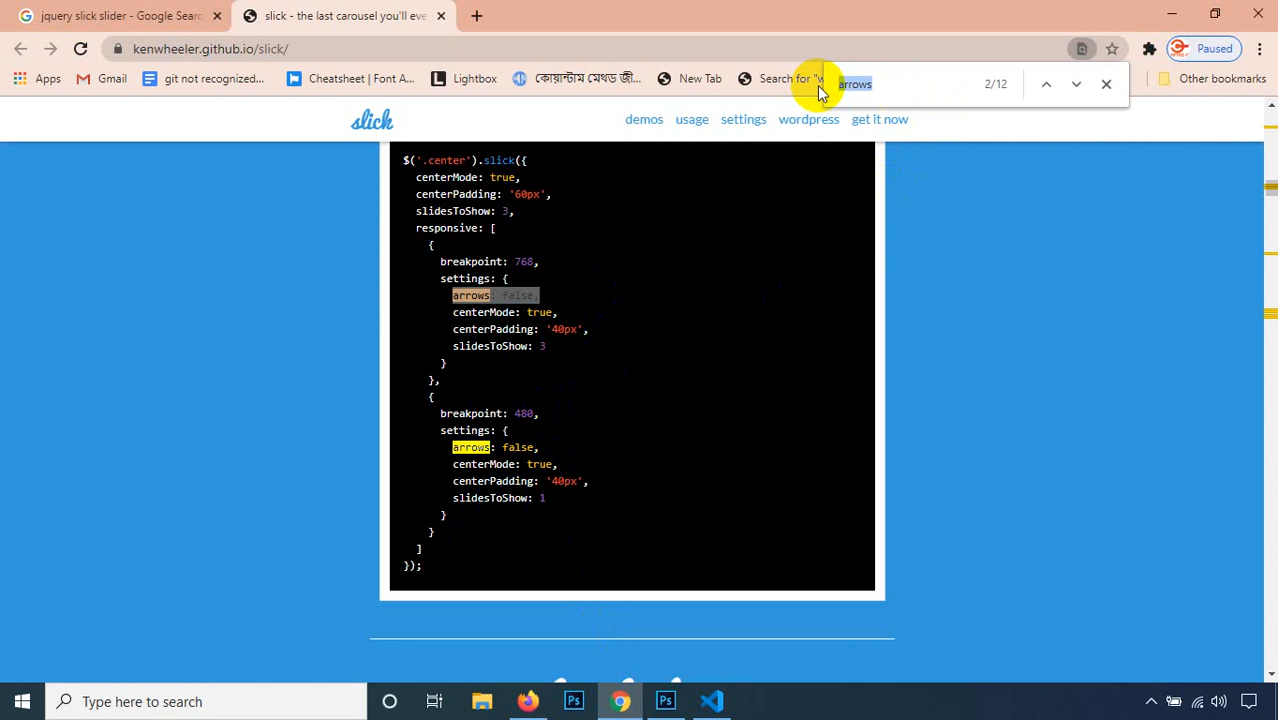 jquery slick slider - Google Sear
slick - the last carousel you'll eve
kenwheeler.github.io/slick/
Paused
Apps
Gmail
git not recognized...
Cheatsheet | Font A...
Lightbox
কোয়ান্টাম মেথড জী...
New Tab
Search for "w
Other bookmarks
arrows
2/12
slick
demos
usage
settings
wordpress
get it now
$('.center').slick({
centerMode: true,
centerPadding: '60px',
slidesToShow: 3,
responsive: [
{
breakpoint: 768,
settings: {
arrows: false,
centerMode: true,
centerPadding: '40px',
slidesToShow: 3
}
},
{
breakpoint: 480,
settings: {
arrows: false,
centerMode: true,
centerPadding: '40px',
slidesToShow: 1
}
}
]
});
Type here to search
Ps
Ps